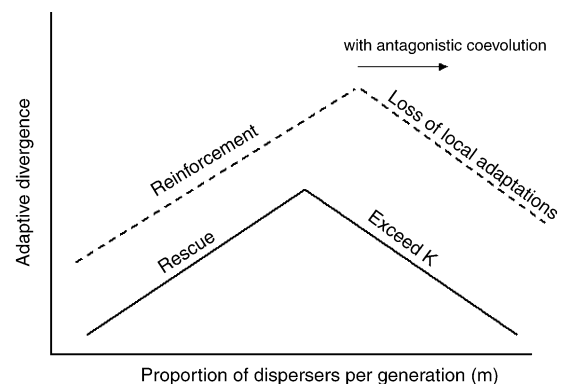 with antagonistic coevolution
Reinforcement
Loss of local adaptations
Rescue
Exceed K
Adaptive divergence
Proportion of dispersers per generation (m)